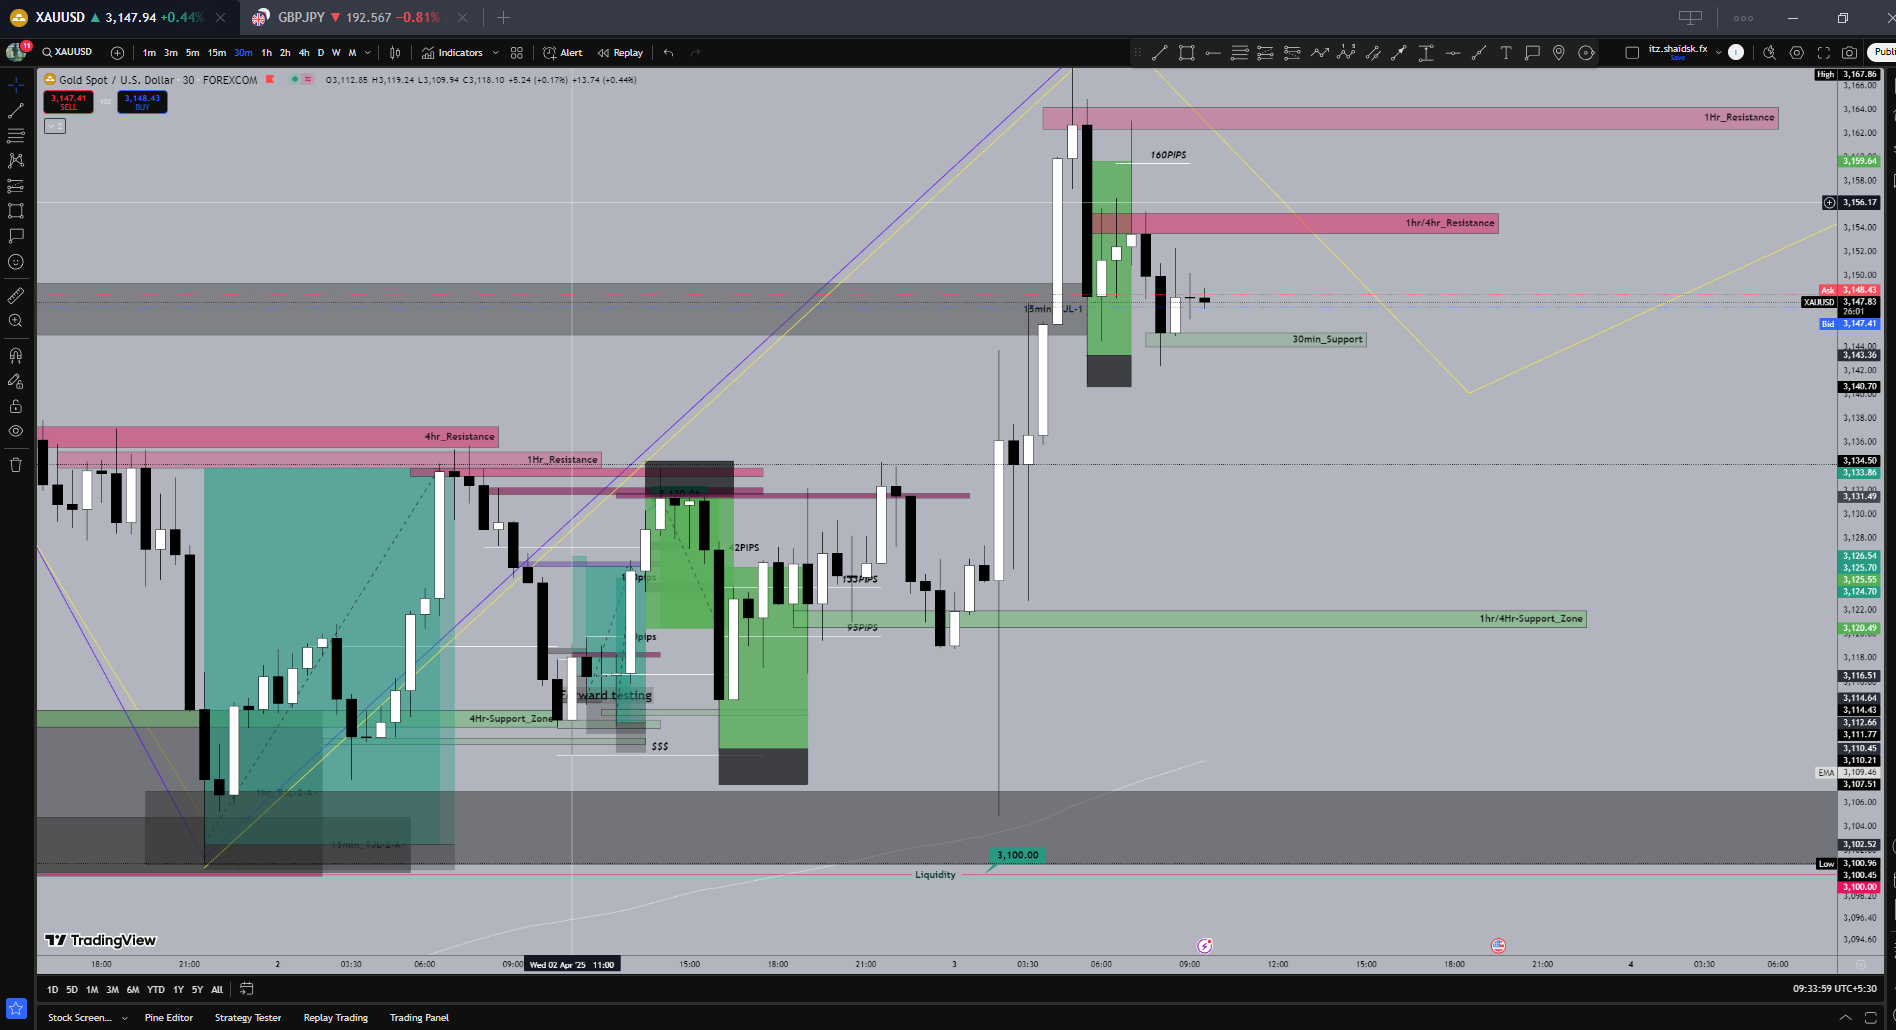 XAUUSD ▲ 3,147.94 +0.44%
GBPJPY ▼ 192.567 −0.81%
11
XAUUSD
1m 3m 5m 15m 30m 1h 2h 4h D W M
Indicators
Alert
Replay
itz.shaidsk.fx
Save
Publi
Gold Spot / U.S. Dollar · 30 · FOREXCOM
O3,112.85 H3,119.24 L3,109.94 C3,118.10 +5.24 (+0.17%) +13.74 (+0.44%)
3,147.41
SELL
102
3,148.43
BUY
2
High 3,167.86
3,166.00
3,164.00
1Hr_Resistance
3,162.00
160PIPS
3,159.64
3,158.00
3,156.17
1hr/4hr_Resistance
3,154.00
3,152.00
3,150.00
Ask 3,148.43
XAUUSD 3,147.83
26:01
Bid 3,147.41
15min_TJL-1
30min_Support
3,144.00
3,143.36
3,140.70
3,140.00
3,138.00
3,136.00
4hr_Resistance
1Hr_Resistance
3,134.50
3,133.86
3,131.49
3,130.00
3,128.00
42PIPS
3,126.54
3,125.70
3,125.55
3,124.70
133PIPS
3,122.00
1hr/4Hr-Support_Zone
95PIPS
3,120.49
3,118.00
3,116.51
3,114.64
3,114.43
3,112.66
3,111.77
3,110.45
3,110.21
Forward testing
4Hr-Support_Zone
$$$
EMA 3,109.46
3,107.51
3,106.00
3,104.00
1hr_TJL-2-A+
15min_TJL-2-A+
3,102.52
3,100.00
Low 3,100.96
3,100.45
3,100.00
Liquidity
3,098.20
3,096.40
3,094.60
TradingView
18:00 21:00 2 03:30 06:00 09:00 Wed 02 Apr '25 11:00 15:00 18:00 21:00 3 03:30 06:00 09:00 12:00 15:00 18:00 21:00 4 03:30 06:00
1D 5D 1M 3M 6M YTD 1Y 5Y All
09:33:59 UTC+5:30
Stock Screen... Pine Editor Strategy Tester Replay Trading Trading Panel